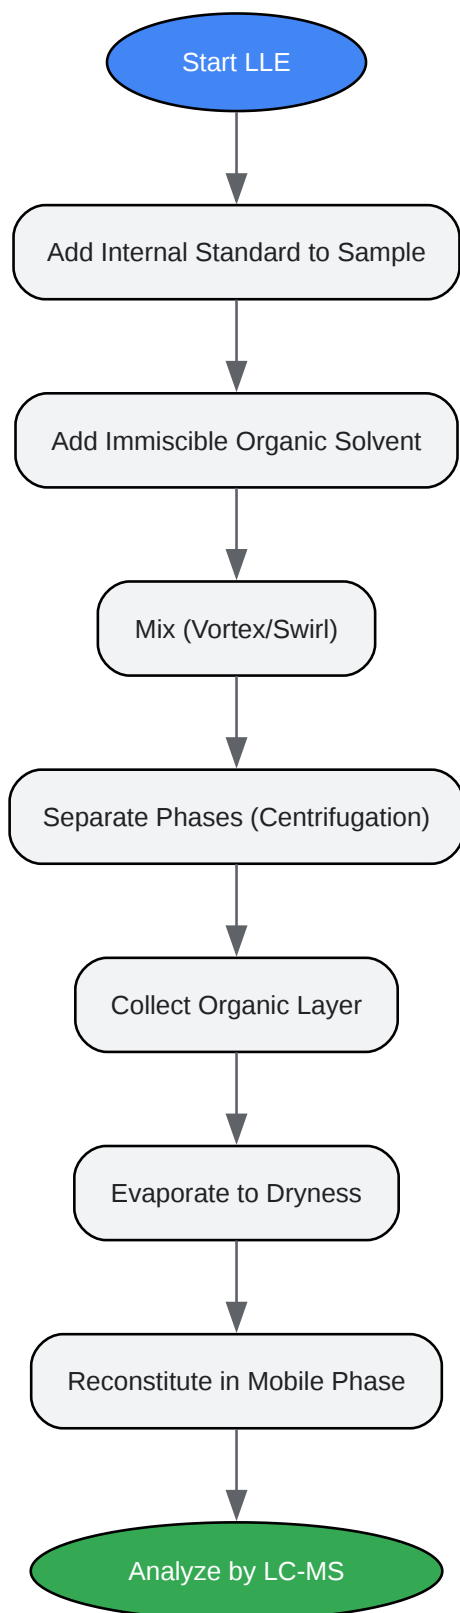 Start LLE
Add Internal Standard to Sample
Add Immiscible Organic Solvent
Mix (Vortex/Swirl)
Separate Phases (Centrifugation)
Collect Organic Layer
Evaporate to Dryness
Reconstitute in Mobile Phase
Analyze by LC-MS